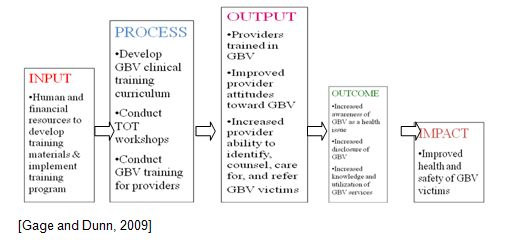 INPUT
•Human and
financial
resources to
develop
training
materials &
implement
training
program
PROCESS
•Develop
GBV clinical
training
curriculum
•Conduct
TOT
workshops
•Conduct
GBV training
for providers
OUTPUT
•Providers
trained in
GBV
•Improved
provider
attitudes
toward GBV
•Increased
provider
ability to
identify,
counsel, care
for, and refer
GBV victims
OUTCOME
•Increased
awareness of
GBV as a health
issue
•Increased
disclosure of
GBV
•Increased
knowledge and
utilization of
GBV services
IMPACT
•Improved
health and
safety of GBV
victims
[Gage and Dunn, 2009]